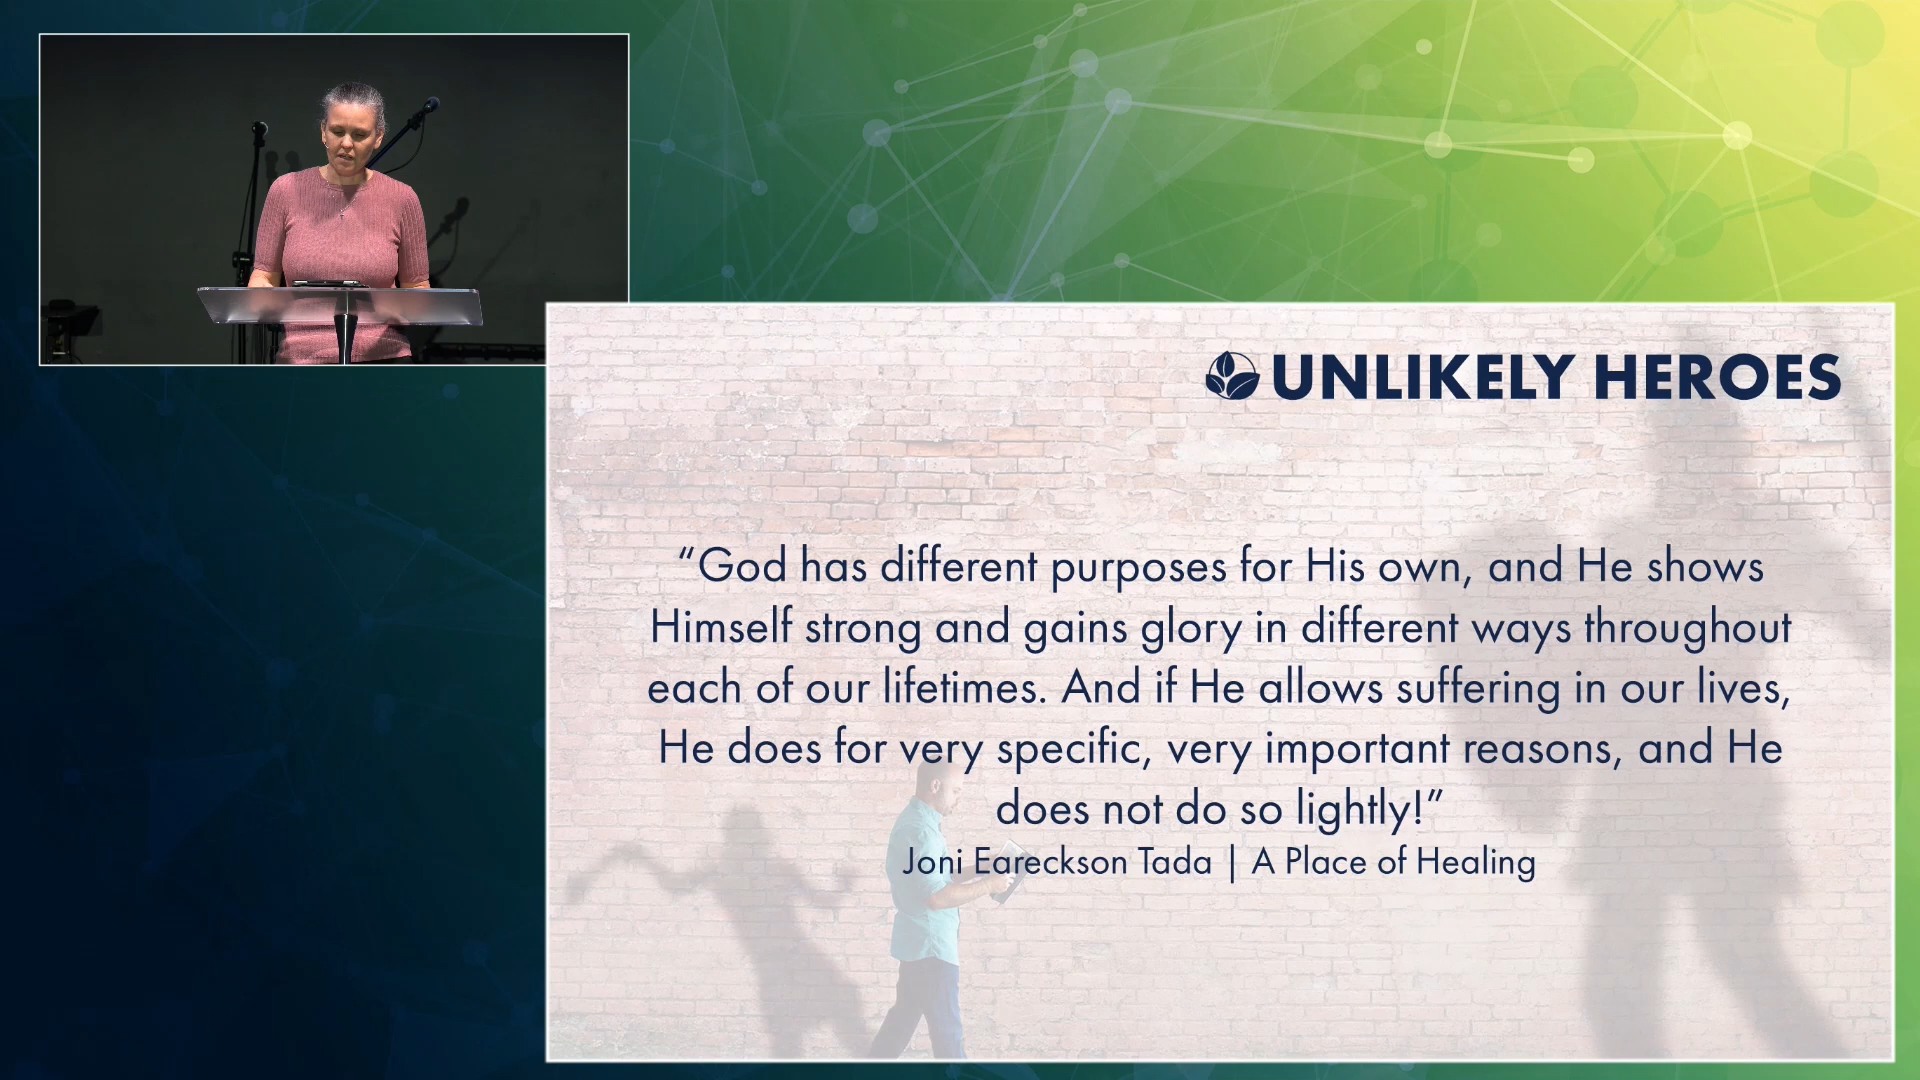 UNLIKELY HEROES
“God has different purposes for His own, and He shows
Himself strong and gains glory in different ways throughout
each of our lifetimes. And if He allows suffering in our lives,
He does for very specific, very important reasons, and He
does not do so lightly!”
Joni Eareckson Tada | A Place of Healing